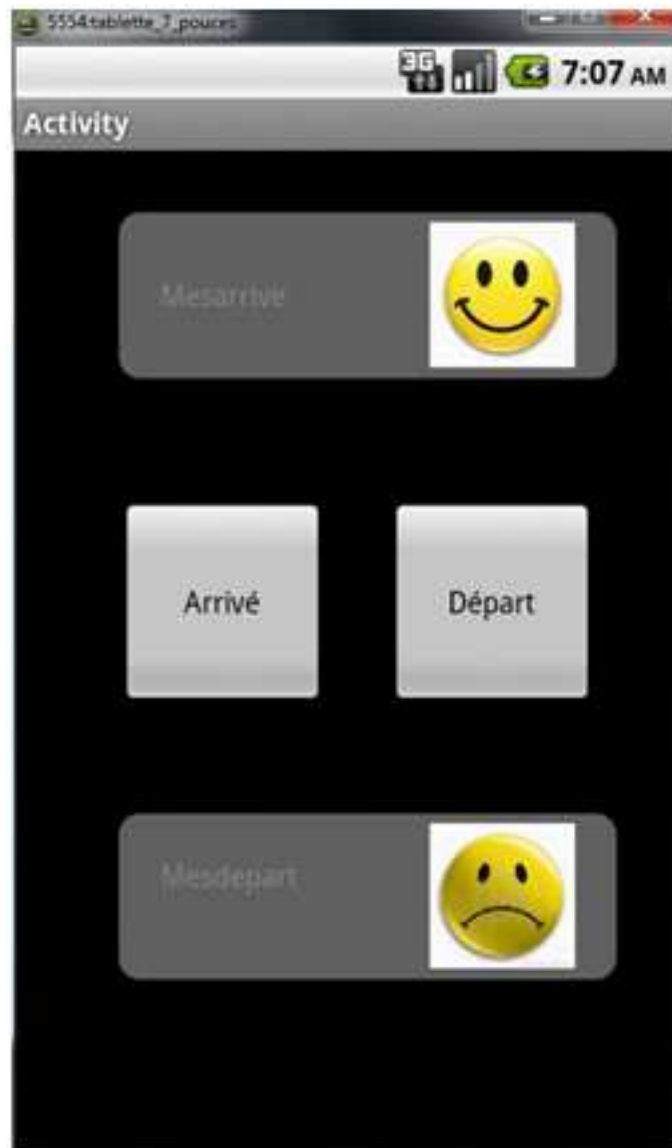 5554:tablette_7_pouces
3G 7:07 AM
Activity
Mesarrive
Arrivé Départ
Mesdepart